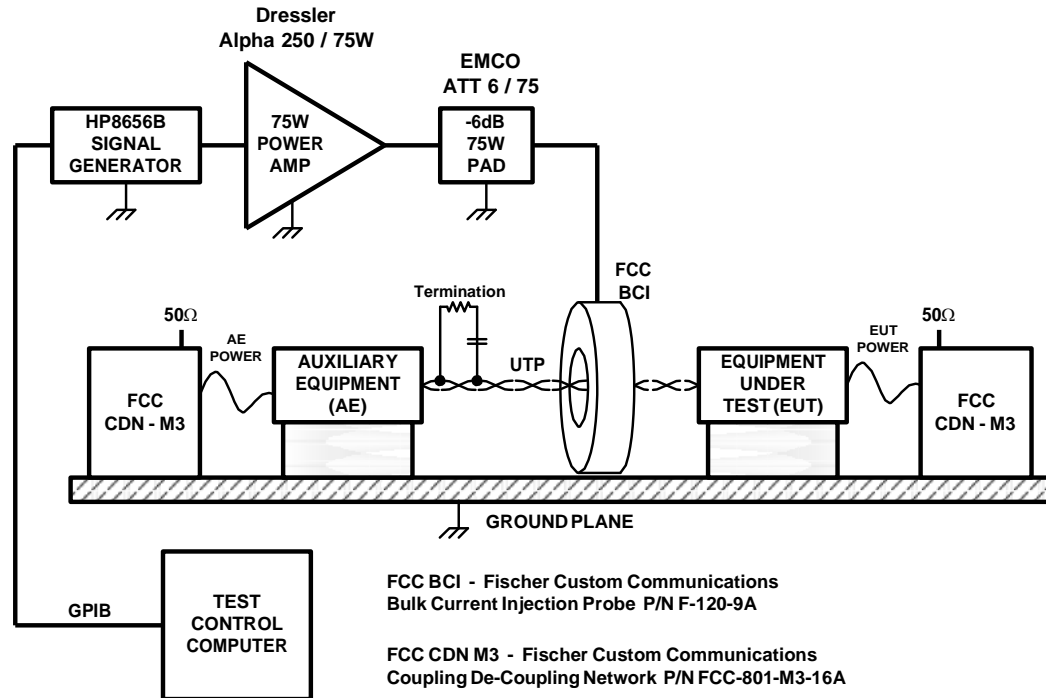 Dressler
Alpha 250 / 75W
EMCO
ATT 6 / 75
HP8656B
SIGNAL
GENERATOR
75W
POWER
AMP
-6dB
75W
PAD
FCC
BCI
Termination
50Ω
AE
POWER
AUXILIARY
EQUIPMENT
(AE)
UTP
EQUIPMENT
UNDER
TEST (EUT)
EUT
POWER
50Ω
FCC
CDN - M3
FCC
CDN - M3
GROUND PLANE
GPIB
TEST
CONTROL
COMPUTER
FCC BCI - Fischer Custom Communications
Bulk Current Injection Probe P/N F-120-9A
FCC CDN M3 - Fischer Custom Communications
Coupling De-Coupling Network P/N FCC-801-M3-16A